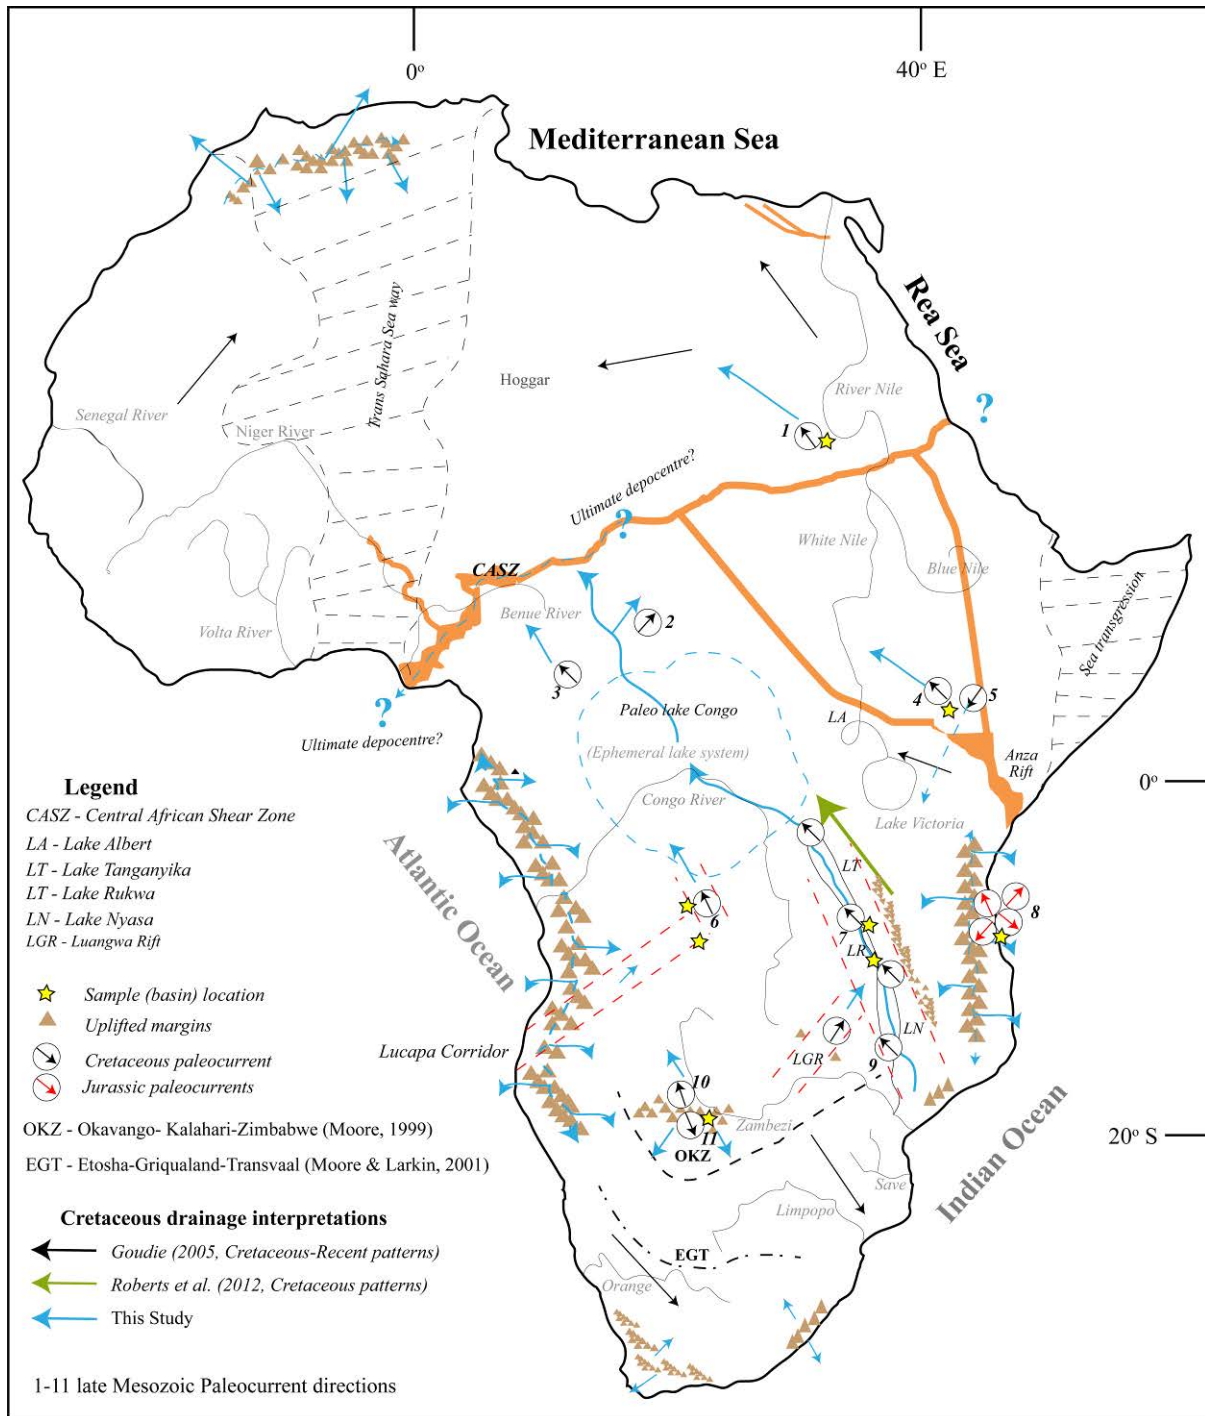 0º
40º E
Mediterranean Sea
Rea Sea
Trans Sahara Sea way
Hoggar
River Nile
Senegal River
Niger River
1
?
Ultimate depocentre?
?
White Nile
Blue Nile
CASZ
Benue River
Volta River
2
3
Sea transgression
4
5
?
Ultimate depocentre?
Paleo lake Congo
(Ephemeral lake system)
LA
Anza
Rift
0º
Congo River
Lake Victoria
Atlantic Ocean
LT
6
7
LR
8
LN
LGR
9
Lucapa Corridor
10
11
OKZ
Zambezi
20º S
Indian Ocean
Save
Limpopo
EGT
Orange
Legend
CASZ - Central African Shear Zone
LA - Lake Albert
LT - Lake Tanganyika
LT - Lake Rukwa
LN - Lake Nyasa
LGR - Luangwa Rift
Sample (basin) location
Uplifted margins
Cretaceous paleocurrent
Jurassic paleocurrents
OKZ - Okavango- Kalahari-Zimbabwe (Moore, 1999)
EGT - Etosha-Griqualand-Transvaal (Moore & Larkin, 2001)
Cretaceous drainage interpretations
Goudie (2005, Cretaceous-Recent patterns)
Roberts et al. (2012, Cretaceous patterns)
This Study
1-11 late Mesozoic Paleocurrent directions